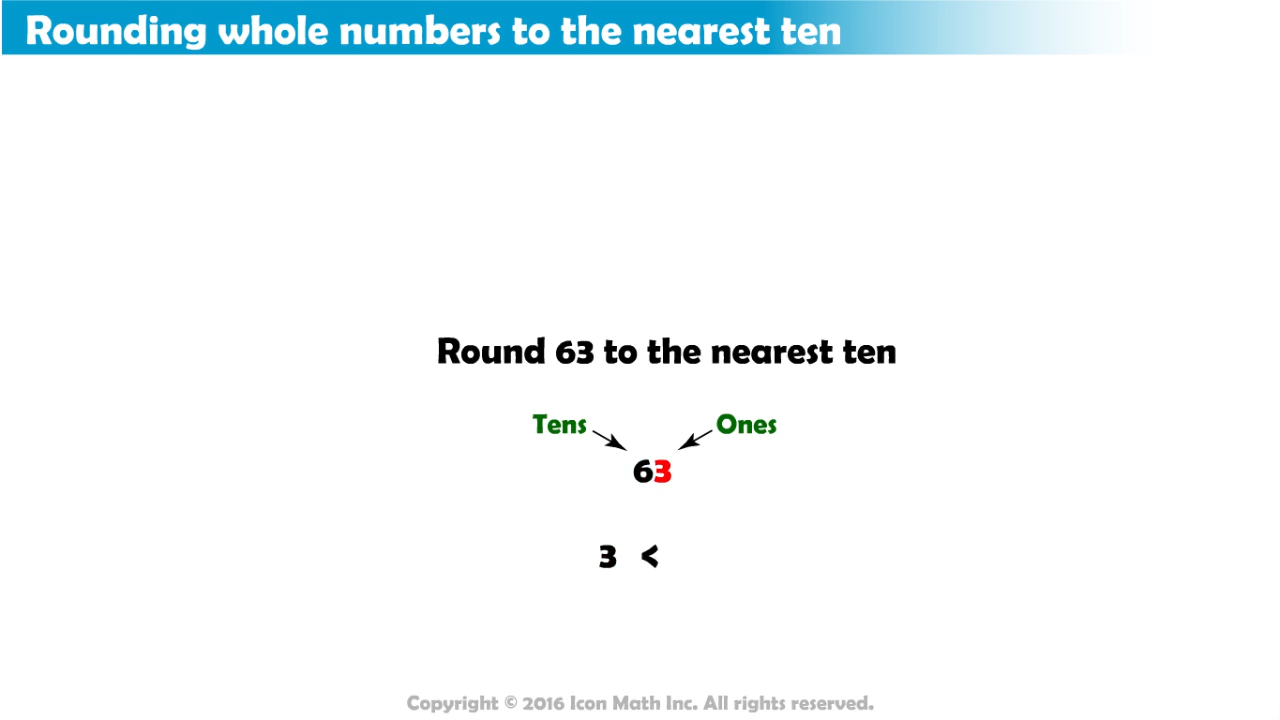 Rounding whole numbers to the nearest ten
Round 63 to the nearest ten
Tens Ones
63
3 <
Copyright © 2016 Icon Math Inc. All rights reserved.